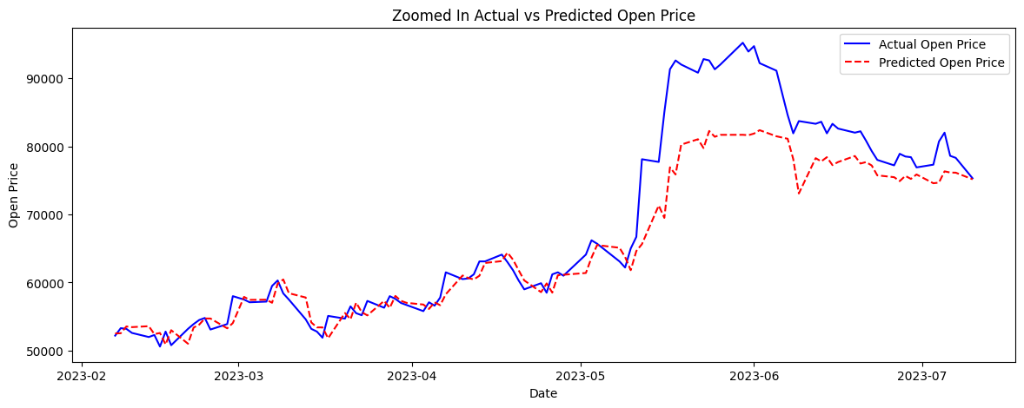 Zoomed In Actual vs Predicted Open Price
Actual Open Price
Predicted Open Price
90000
80000
70000
60000
50000
Open Price
2023-02 2023-03 2023-04 2023-05 2023-06 2023-07
Date